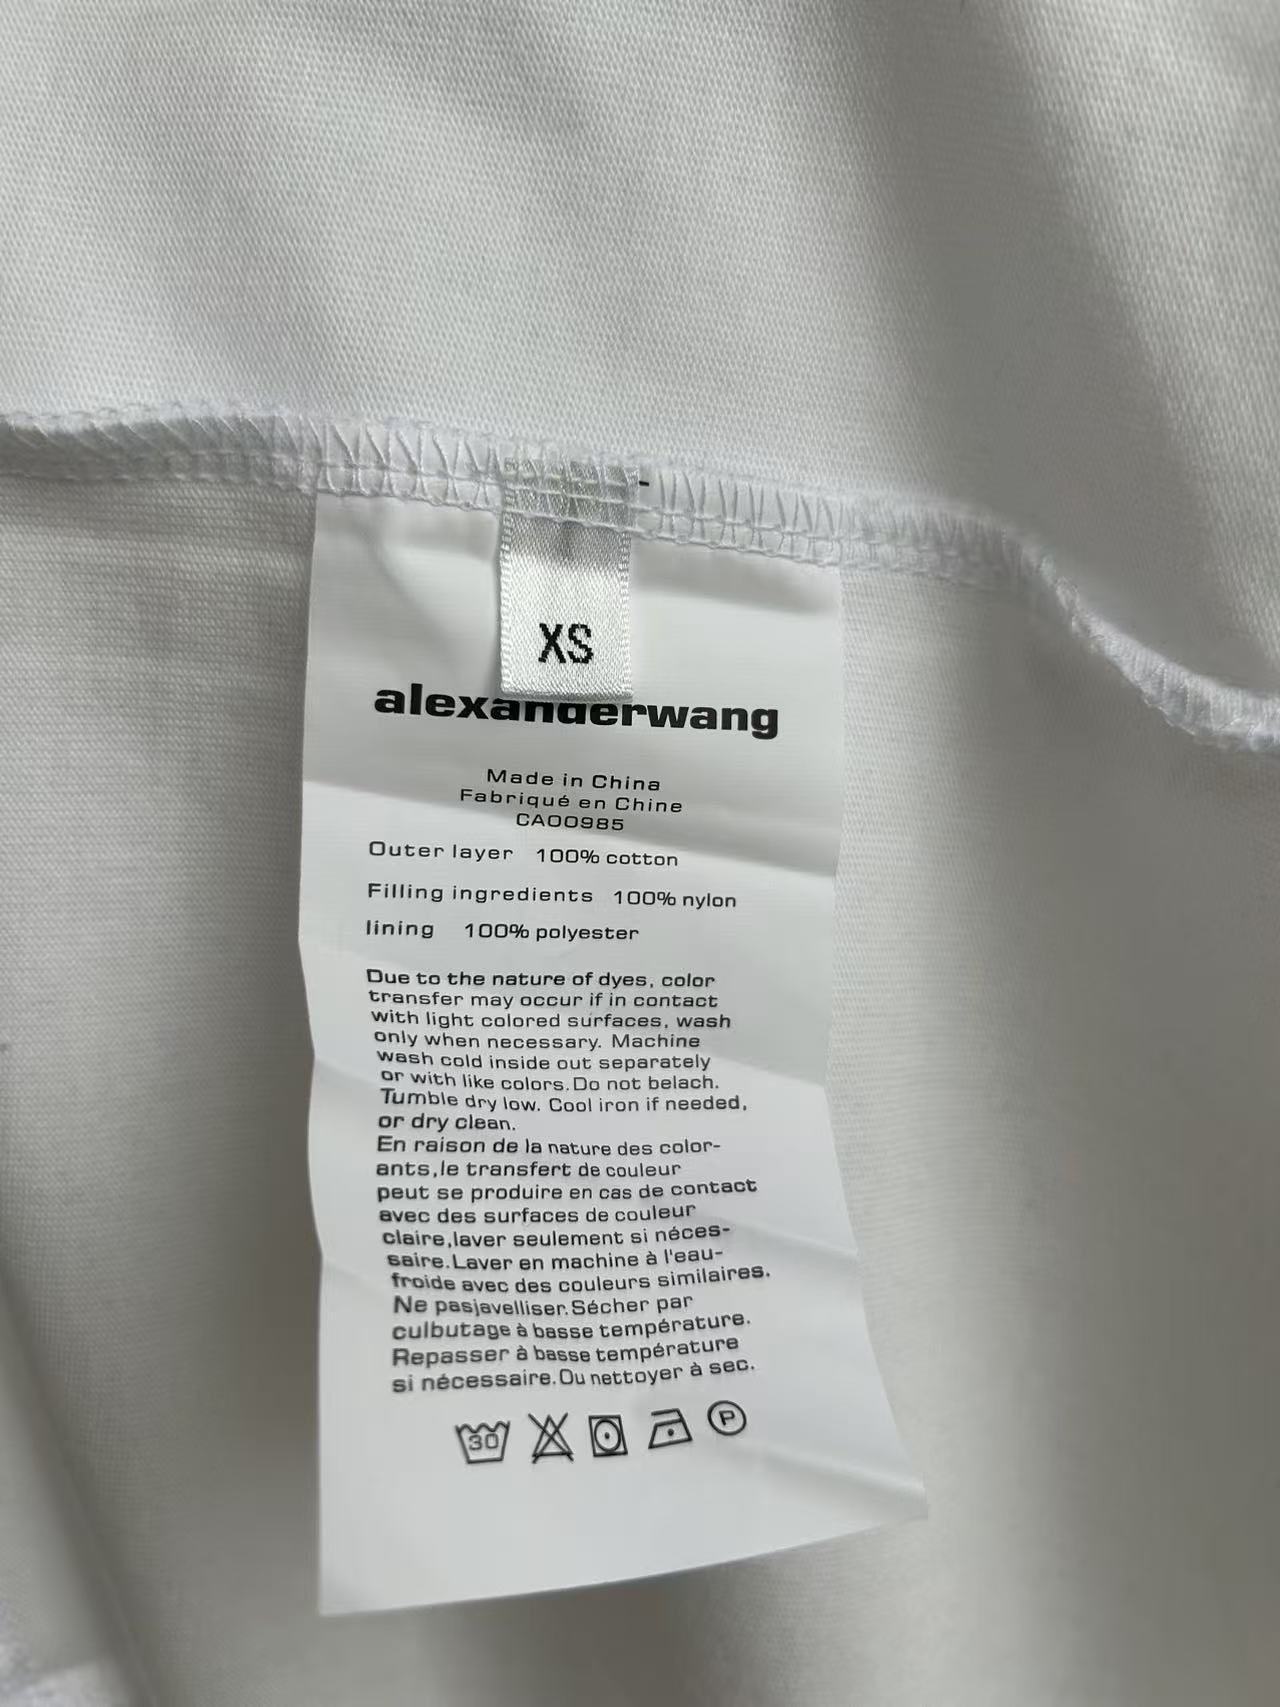 XS
alexanderwang
Made in China
Fabriqué en Chine
CA00985
Outer layer 100% cotton
Filling ingredients 100% nylon
lining 100% polyester
Due to the nature of dyes, color
transfer may occur if in contact
with light colored surfaces, wash
only when necessary. Machine
wash cold inside out separately
or with like colors.Do not belach.
Tumble dry low. Cool iron if needed,
or dry clean.
En raison de la nature des color-
ants,le transfert de couleur
peut se produire en cas de contact
avec des surfaces de couleur
claire,laver seulement si néces-
saire.Laver en machine à l'eau-
froide avec des couleurs similaires.
Ne pasjavelliser.Sécher par
culbutage à basse température.
Repasser à basse température
si nécessaire.Ou nettoyer à sec.
30 P